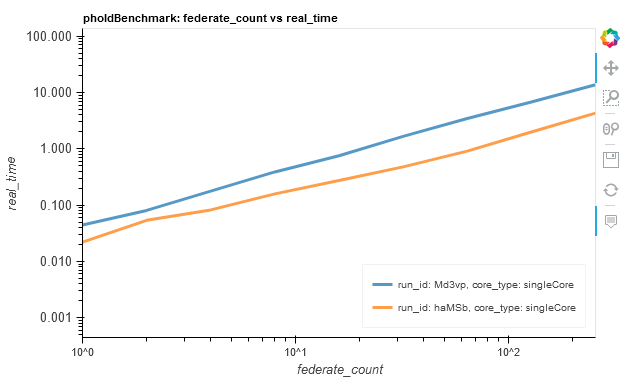 pholdBenchmark: federate_count vs real_time
100.000
10.000
1.000
0.100
0.010
0.001
real_time
run_id: Md3vp, core_type: singleCore
run_id: haMSb, core_type: singleCore
10^0
10^1
10^2
federate_count